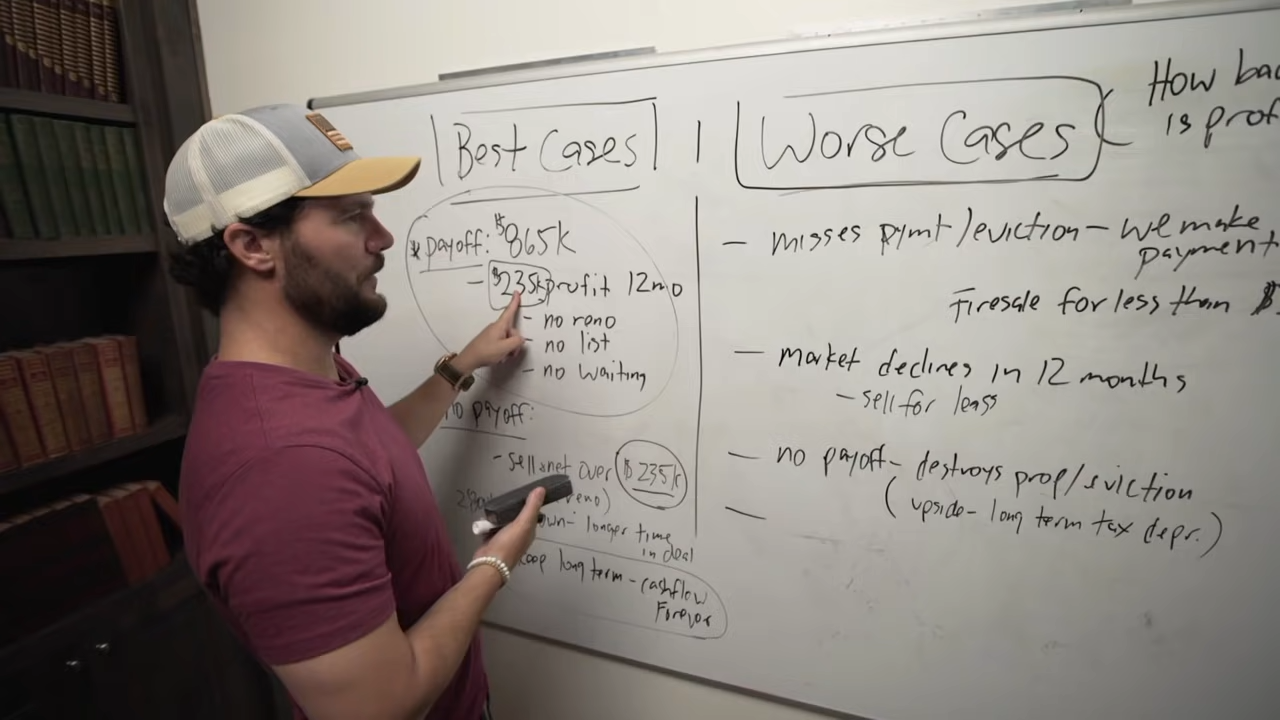 Best Cases
* payoff: $865k
- $235k profit 12mo
- no reno
- no list
- no waiting
no payoff:
- sell & net over $235k
reno)
own - longer time
in deal
keep long term - cashflow
Forever
Worse Cases
How bad
is prof
- misses pymt/eviction - we make
payment
Firesale for less than $
- market declines in 12 months
- sell for leass
- no payoff - destroys prop/eviction
(upside - long term tax depr.)
-